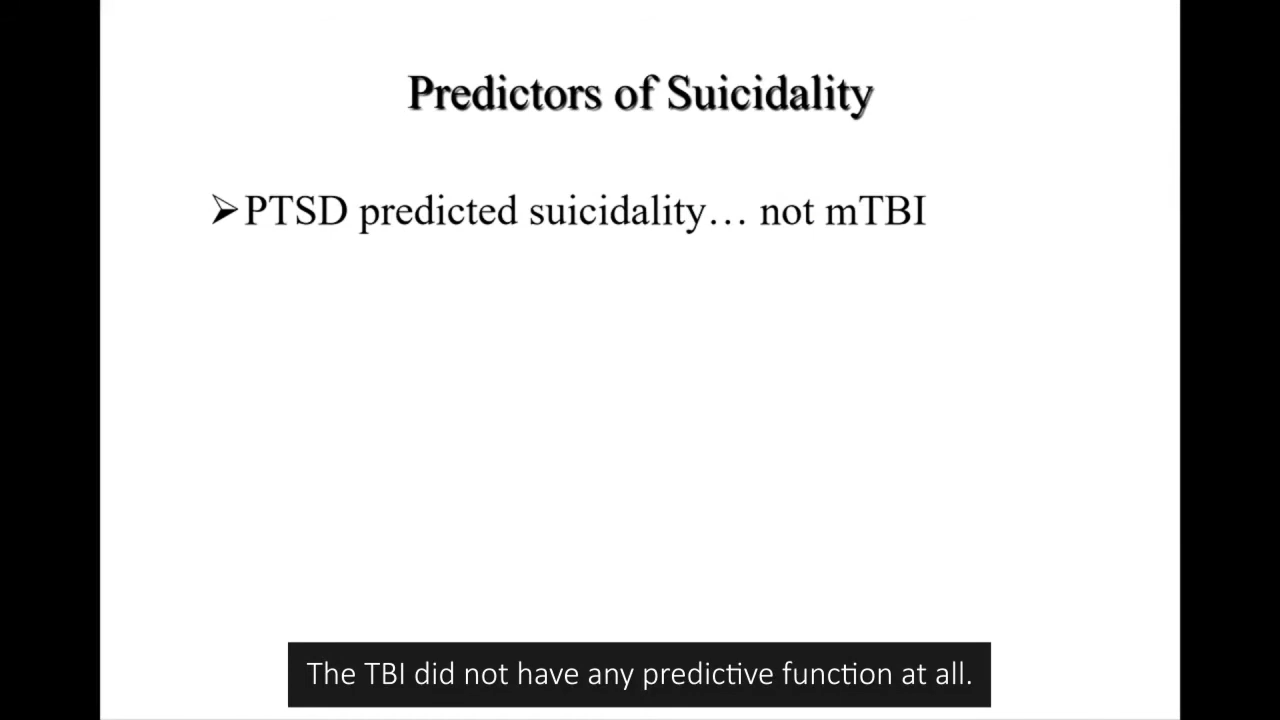 Predictors of Suicidality
➢PTSD predicted suicidality… not mTBI
The TBI did not have any predictive function at all.